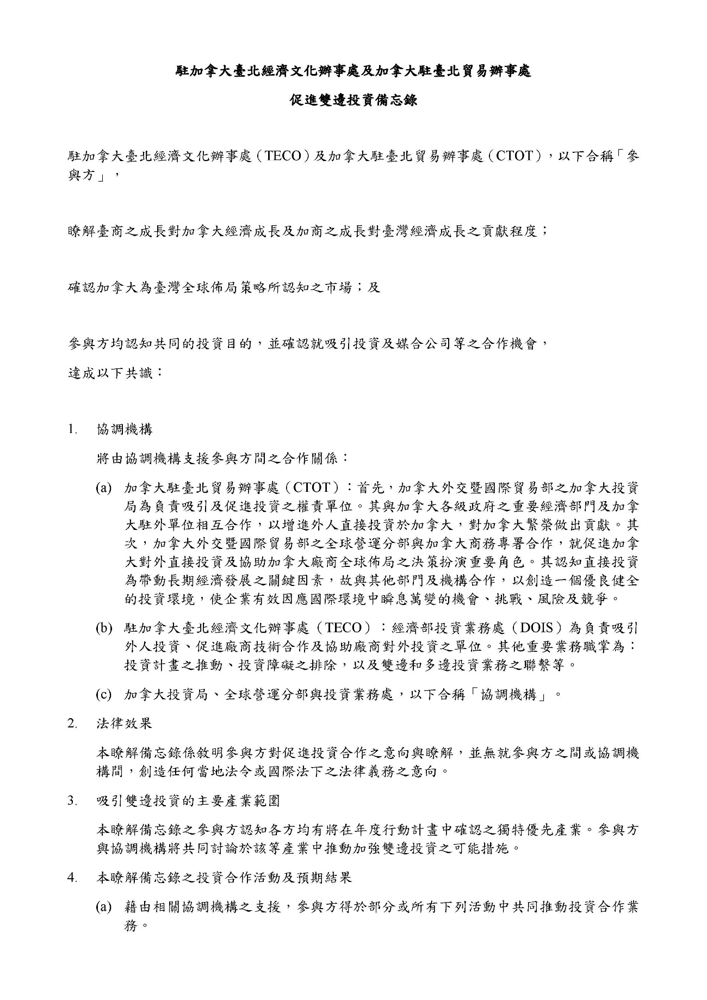 駐加拿大臺北經濟文化辦事處及加拿大駐臺北貿易辦事處
促進雙邊投資備忘錄
駐加拿大臺北經濟文化辦事處（TECO）及加拿大駐臺北貿易辦事處（CTOT），以下合稱「參
與方」，
瞭解臺商之成長對加拿大經濟成長及加商之成長對臺灣經濟成長之貢獻程度；
確認加拿大為臺灣全球佈局策略所認知之市場；及
參與方均認知共同的投資目的，並確認就吸引投資及媒合公司等之合作機會，
達成以下共識：
1. 協調機構
將由協調機構支援參與方間之合作關係：
(a) 加拿大駐臺北貿易辦事處（CTOT）：首先，加拿大外交暨國際貿易部之加拿大投資
局為負責吸引及促進投資之權責單位。其與加拿大各級政府之重要經濟部門及加拿
大駐外單位相互合作，以增進外人直接投資於加拿大，對加拿大繁榮做出貢獻。其
次，加拿大外交暨國際貿易部之全球營運分部與加拿大商務專署合作，就促進加拿
大對外直接投資及協助加拿大廠商全球佈局之決策扮演重要角色。其認知直接投資
為帶動長期經濟發展之關鍵因素，故與其他部門及機構合作，以創造一個優良健全
的投資環境，使企業有效因應國際環境中瞬息萬變的機會、挑戰、風險及競爭。
(b) 駐加拿大臺北經濟文化辦事處（TECO）：經濟部投資業務處（DOIS）為負責吸引
外人投資、促進廠商技術合作及協助廠商對外投資之單位。其他重要業務職掌為：
投資計畫之推動、投資障礙之排除，以及雙邊和多邊投資業務之聯繫等。
(c) 加拿大投資局、全球營運分部與投資業務處，以下合稱「協調機構」。
2. 法律效果
本瞭解備忘錄係敘明參與方對促進投資合作之意向與瞭解，並無就參與方之間或協調機
構間，創造任何當地法令或國際法下之法律義務之意向。
3. 吸引雙邊投資的主要產業範圍
本瞭解備忘錄之參與方認知各方均有將在年度行動計畫中確認之獨特優先產業。參與方
與協調機構將共同討論於該等產業中推動加強雙邊投資之可能措施。
4. 本瞭解備忘錄之投資合作活動及預期結果
(a) 藉由相關協調機構之支援，參與方得於部分或所有下列活動中共同推動投資合作業
務。